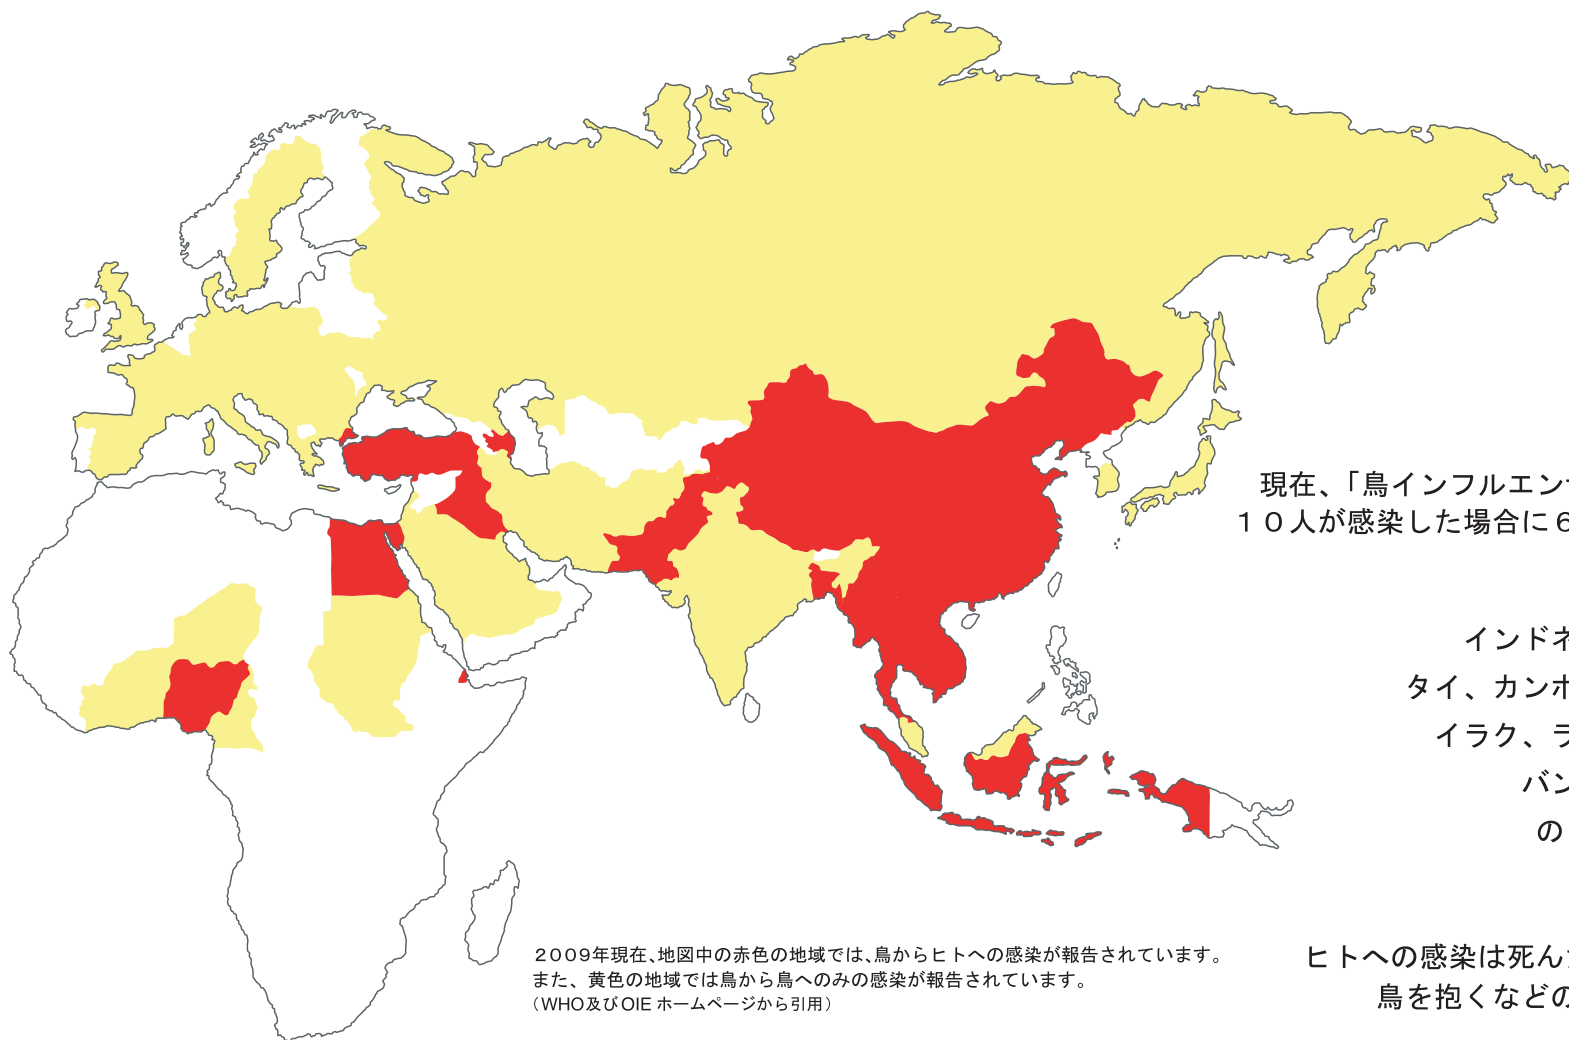 現在、「鳥インフルエンザ
１０人が感染した場合に６
インドネ
タイ、カンボ
イラク、ラ
バン
の
２００９年現在、地図中の赤色の地域では、鳥からヒトへの感染が報告されています。
また、黄色の地域では鳥から鳥へのみの感染が報告されています。
（WHO及びOIE ホームページから引用）
ヒトへの感染は死んだ
鳥を抱くなどの